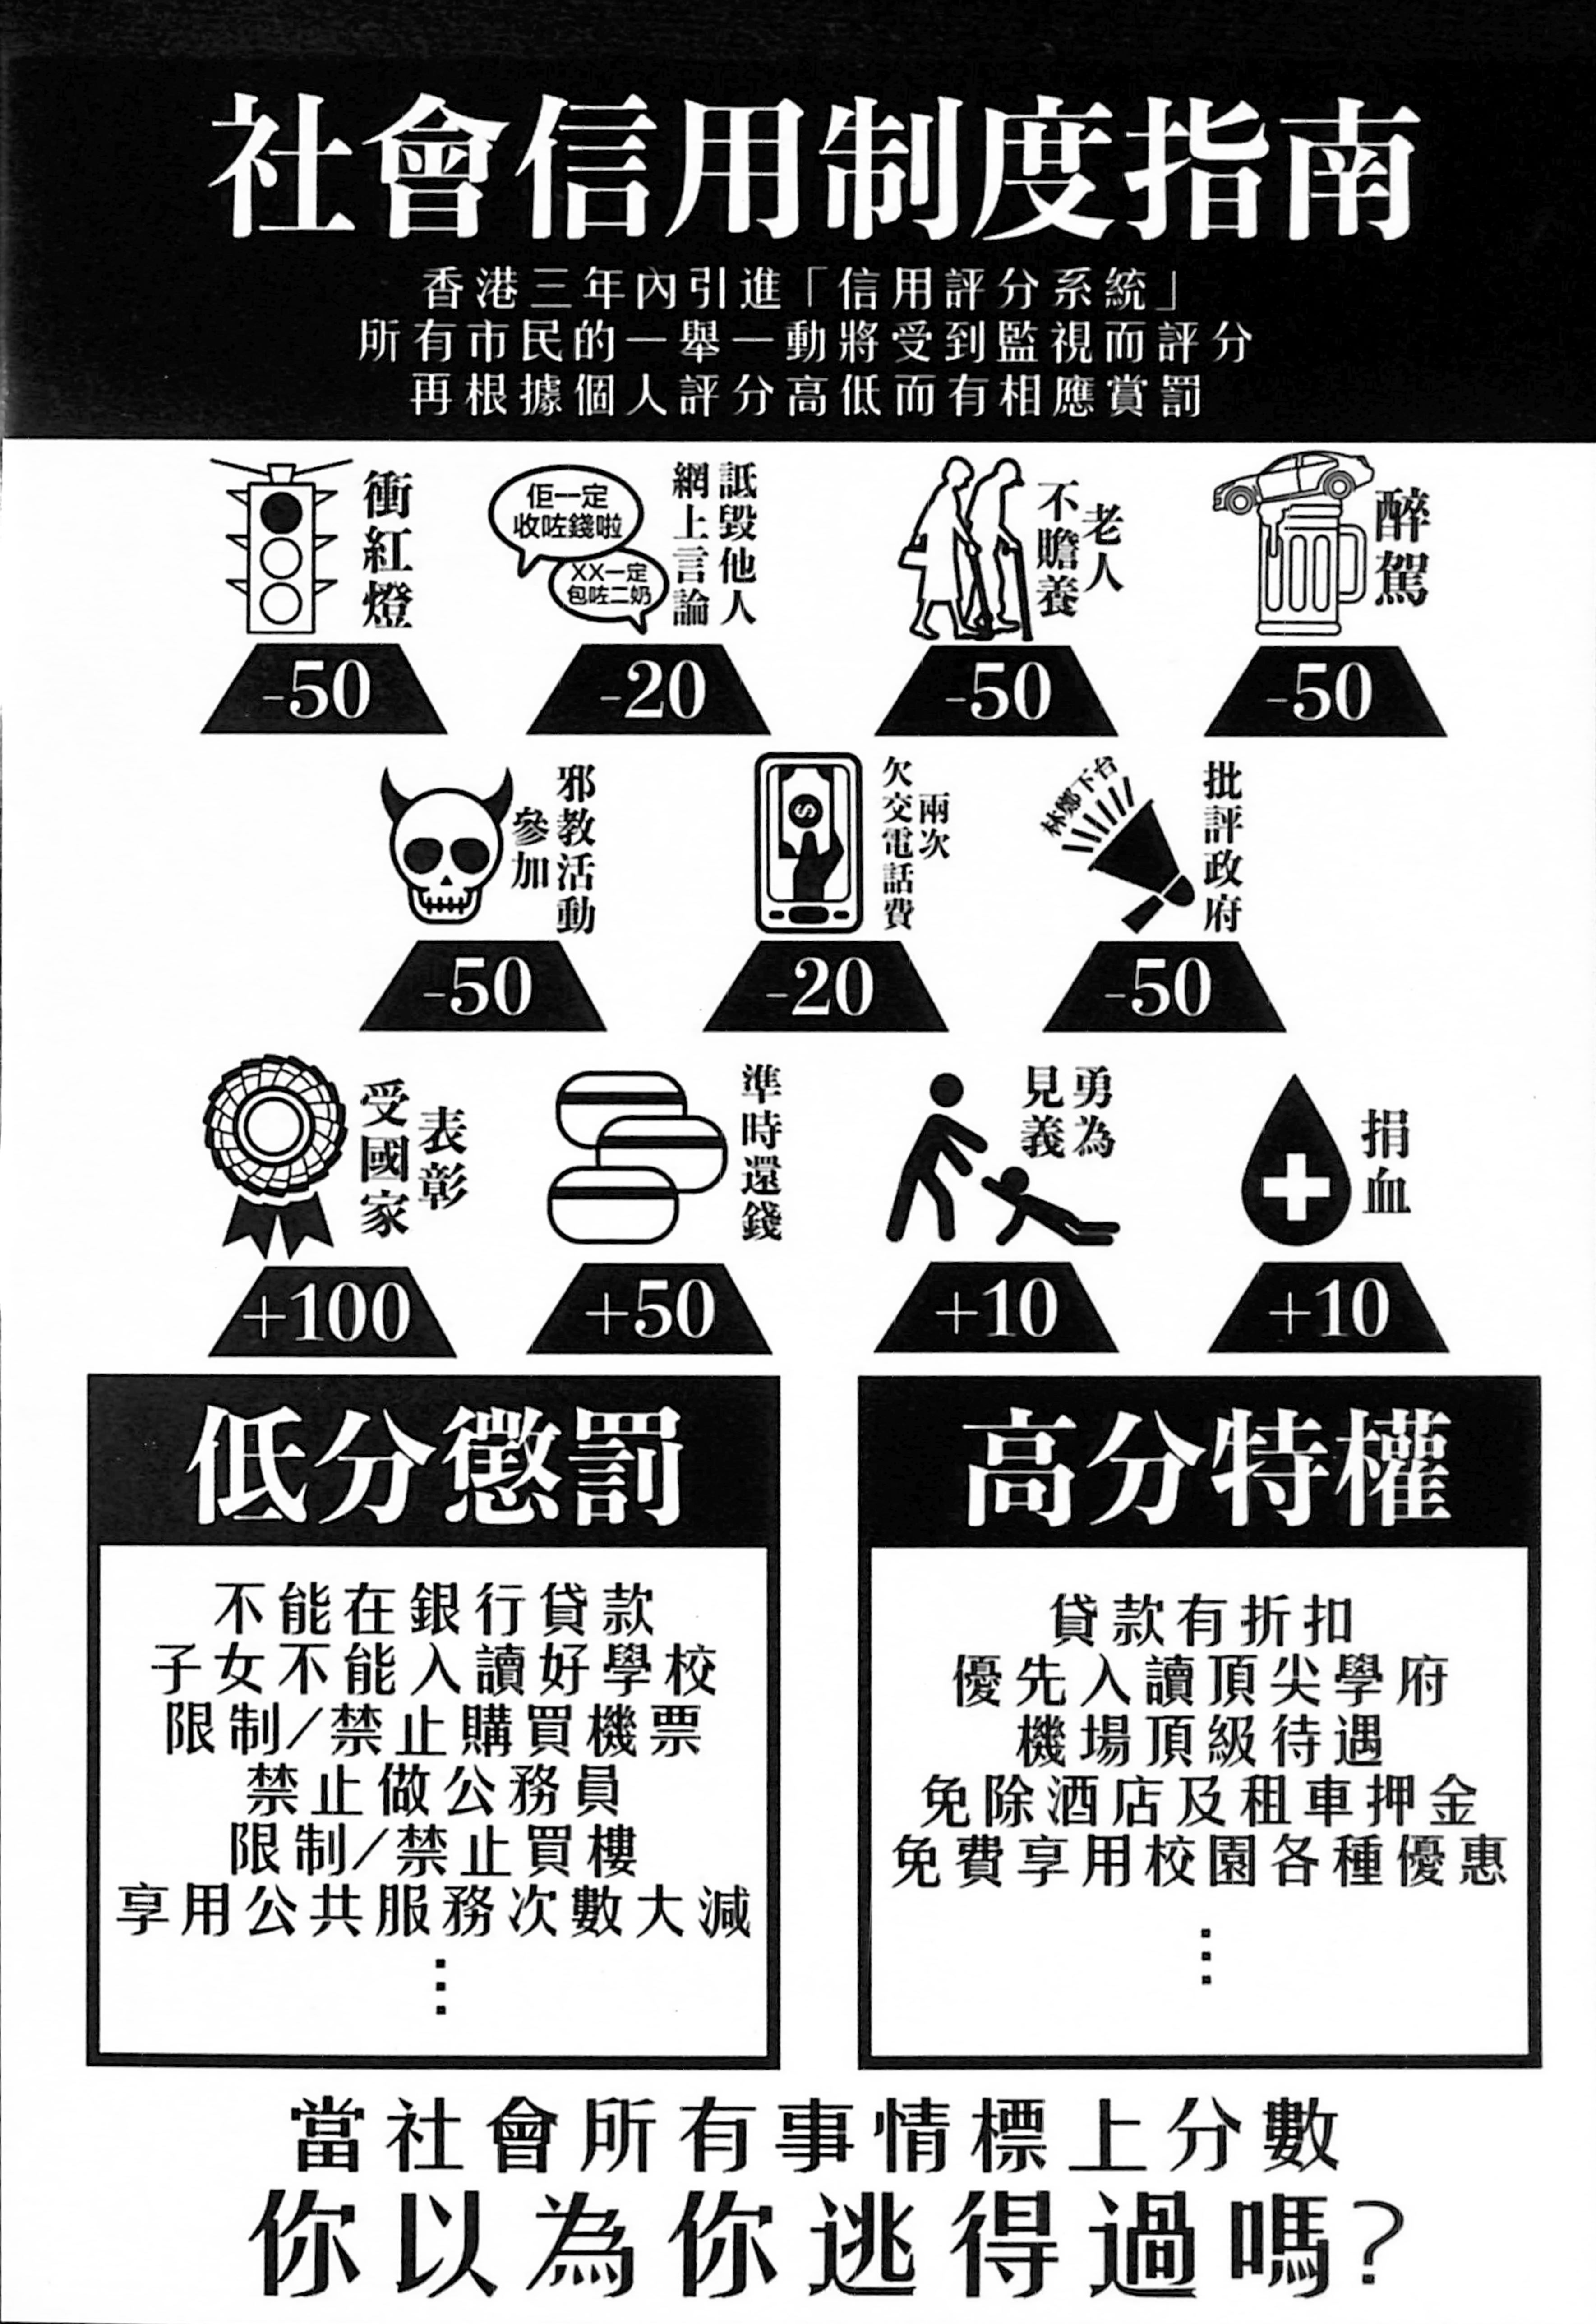 社會信用制度指南
香港三年內引進「信用評分系統」
所有市民的一舉一動將受到監視而評分
再根據個人評分高低而有相應賞罰
衝紅燈
-50
佢一定
收咗錢啦
XX一定
包咗二奶
網上言論
詆毀他人
-20
不贍養
老人
-50
醉駕
-50
參加
邪教活動
-50
兩次
欠交電話費
-20
林鄭下台
批評政府
-50
受國家
表彰
+100
準時還錢
+50
見義
勇為
+10
捐血
+10
低分懲罰
不能在銀行貸款
子女不能入讀好學校
限制/禁止購買機票
禁止做公務員
限制/禁止買樓
享用公共服務次數大減
⋮
高分特權
貸款有折扣
優先入讀頂尖學府
機場頂級待遇
免除酒店及租車押金
免費享用校園各種優惠
⋮
當社會所有事情標上分數
你以為你逃得過嗎?